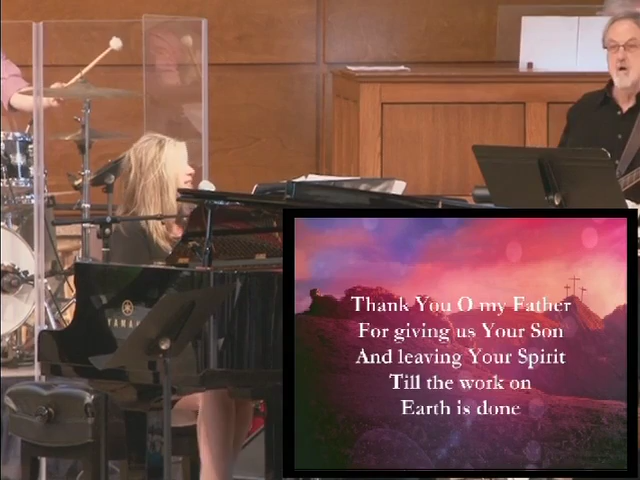 YAMAHA
Thank You O my Father
For giving us Your Son
And leaving Your Spirit
Till the work on
Earth is done